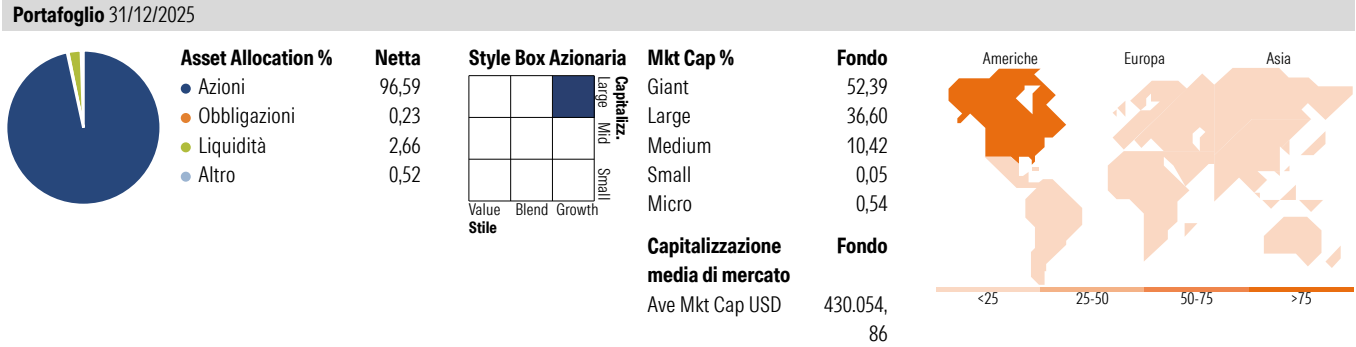 Portafoglio 31/12/2025
Asset Allocation % Netta
Azioni 96,59
Obbligazioni 0,23
Liquidità 2,66
Altro 0,52
Style Box Azionaria
Capitalizz.
Large
Mid
Small
Value Blend Growth
Stile
Mkt Cap % Fondo
Giant 52,39
Large 36,60
Medium 10,42
Small 0,05
Micro 0,54
Capitalizzazione Fondo
media di mercato
Ave Mkt Cap USD 430.054,
86
Americhe Europa Asia
<25 25-50 50-75 >75